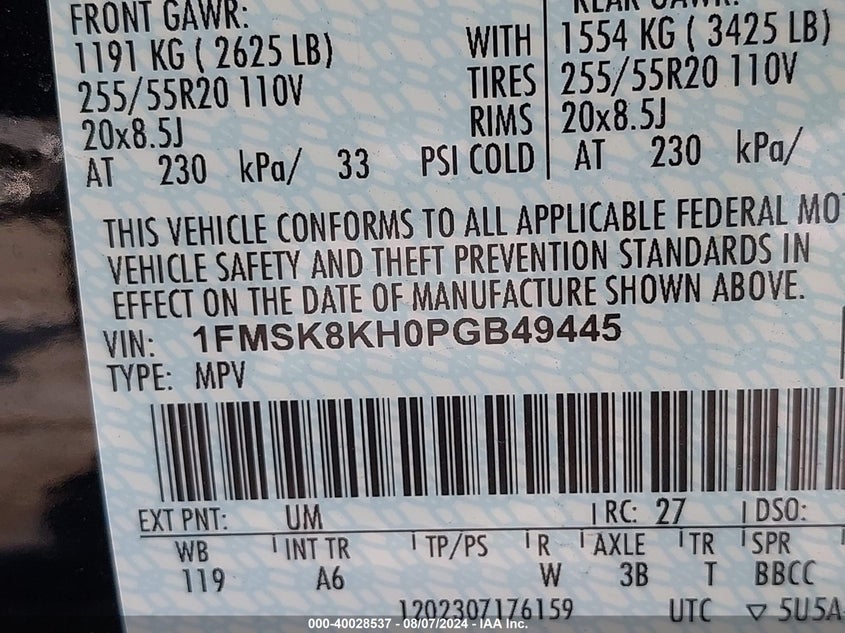 FRONT GAWR: REAR GAWR:
1191 KG ( 2625 LB) WITH 1554 KG ( 3425 LB)
255/55R20 110V TIRES 255/55R20 110V
20x8.5J RIMS 20x8.5J
AT 230 kPa/ 33 PSI COLD AT 230 kPa/
THIS VEHICLE CONFORMS TO ALL APPLICABLE FEDERAL MOT
VEHICLE SAFETY AND THEFT PREVENTION STANDARDS IN
EFFECT ON THE DATE OF MANUFACTURE SHOWN ABOVE.
VIN: 1FMSK8KH0PGB49445
TYPE: MPV
EXT PNT: UM RC: 27 DSO:
WB INT TR TP/PS R AXLE TR SPR
119 A6 W 3B T BBCC
1202307176159 UTC ▽ 5U5A-
000-40028537 - 08/07/2024 - IAA Inc.